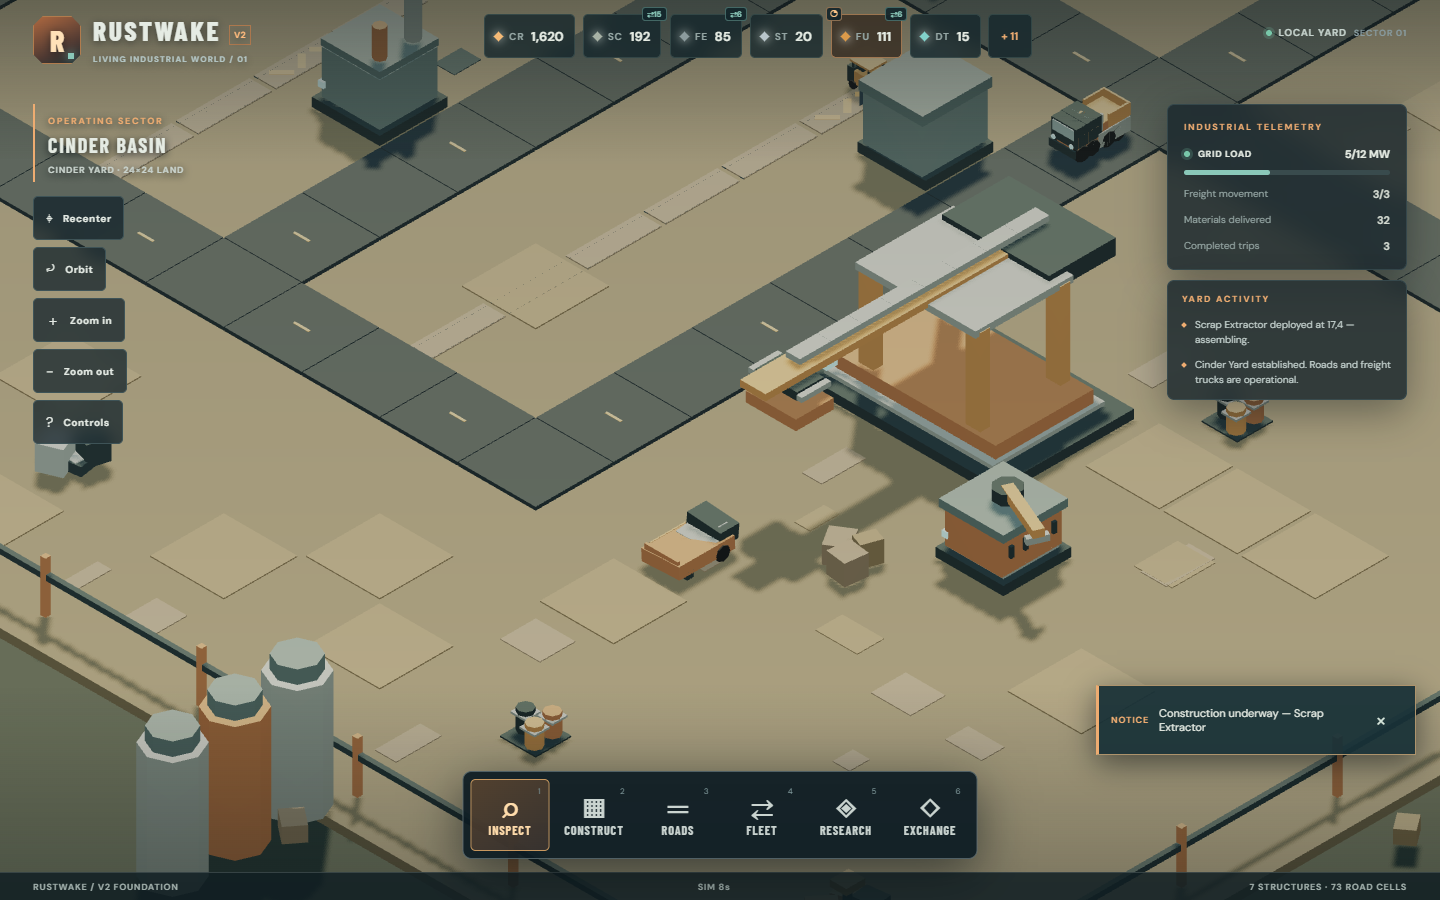 R
RUSTWAKE V2
LIVING INDUSTRIAL WORLD / 01
CR 1,620
SC 192 ⇄15
FE 85 ⇄6
ST 20
FU 111 ⇄6
DT 15
+ 11
LOCAL YARD SECTOR 01
OPERATING SECTOR
CINDER BASIN
CINDER YARD · 24×24 LAND
Recenter
Orbit
+ Zoom in
− Zoom out
? Controls
INDUSTRIAL TELEMETRY
GRID LOAD 5/12 MW
Freight movement 3/3
Materials delivered 32
Completed trips 3
YARD ACTIVITY
Scrap Extractor deployed at 17,4 —
assembling.
Cinder Yard established. Roads and freight
trucks are operational.
NOTICE Construction underway — Scrap
Extractor ×
1 INSPECT
2 CONSTRUCT
3 ROADS
4 FLEET
5 RESEARCH
6 EXCHANGE
RUSTWAKE / V2 FOUNDATION
SIM 8s
7 STRUCTURES · 73 ROAD CELLS